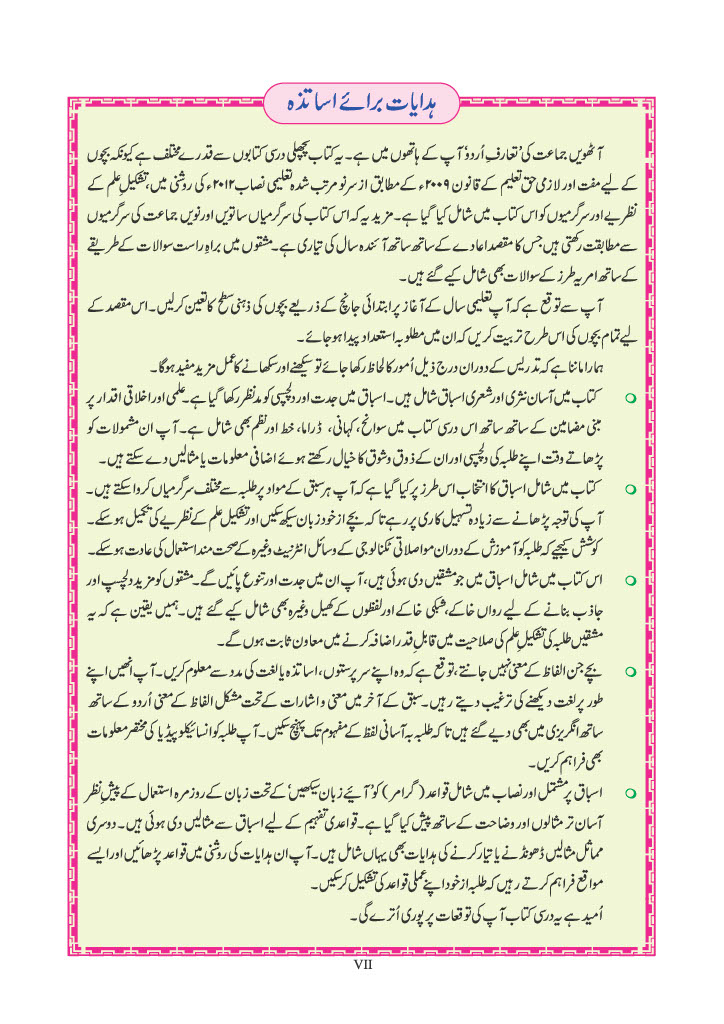 ہدایات برائے اساتذہ
آٹھویں جماعت کی ’تعارفِ اُردو‘ آپ کے ہاتھوں میں ہے۔ یہ کتاب پچھلی درسی کتابوں سے قدرے مختلف ہے کیونکہ بچوں
کے لیے مفت اور لازمی حق تعلیم کے قانون ۲۰۰۹ء کے مطابق از سر نو مرتب شدہ تعلیمی نصاب ۲۰۱۲ء کی روشنی میں، تشکیلِ علم کے
نظریے اور سرگرمیوں کو اس کتاب میں شامل کیا گیا ہے۔ مزید یہ کہ اس کتاب کی سرگرمیاں ساتویں اور نویں جماعت کی سرگرمیوں
سے مطابقت رکھتی ہیں جس کا مقصد اعادے کے ساتھ ساتھ آئندہ سال کی تیاری ہے۔ مشقوں میں براہِ راست سوالات کے طریقے
کے ساتھ امریہ طرز کے سوالات بھی شامل کیے گئے ہیں۔
آپ سے توقع ہے کہ آپ تعلیمی سال کے آغاز پر ابتدائی جانچ کے ذریعے بچوں کی ذہنی سطح کا تعین کرلیں۔ اس مقصد کے
لیے تمام بچوں کی اس طرح تربیت کریں کہ ان میں مطلوبہ استعداد پیدا ہو جائے۔
ہمارا ماننا ہے کہ تدریس کے دوران درج ذیل اُمور کا لحاظ رکھا جائے تو سیکھنے اور سکھانے کا عمل مزید مفید ہوگا۔
کتاب میں آسان نثری اور شعری اسباق شامل ہیں۔ اسباق میں جدت اور دلچسپی کو مدنظر رکھا گیا ہے۔ علمی اور اخلاقی اقدار پر
مبنی مضامین کے ساتھ ساتھ اس درسی کتاب میں سوانح، کہانی، ڈراما، خط اور نظم بھی شامل ہے۔ آپ ان مشمولات کو
پڑھاتے وقت اپنے طلبہ کی دلچسپی اور ان کے ذوق و شوق کا خیال رکھتے ہوئے اضافی معلومات یا مثالیں دے سکتے ہیں۔
کتاب میں شامل اسباق کا انتخاب اس طرز پر کیا گیا ہے کہ آپ ہر سبق کے مواد پر طلبہ سے مختلف سرگرمیاں کروا سکتے ہیں۔
آپ کی توجہ پڑھانے سے زیادہ تسہیل کاری پر رہے تاکہ بچے از خود زبان سیکھ سکیں اور تشکیلِ علم کے نظریے کی تکمیل ہو سکے۔
کوشش کیجیے کہ طلبہ کو آموزش کے دوران مواصلاتی ٹکنالوجی کے وسائل انٹرنیٹ وغیرہ کے صحت مند استعمال کی عادت ہو سکے۔
اس کتاب میں شامل اسباق میں جو مشقیں دی ہوئی ہیں، آپ ان میں جدت اور تنوع پائیں گے۔ مشقوں کو مزید دلچسپ اور
جاذب بنانے کے لیے رواں خاکے، شبکی خاکے اور لفظوں کے کھیل وغیرہ بھی شامل کیے گئے ہیں۔ ہمیں یقین ہے کہ یہ
مشقیں طلبہ کی تشکیلِ علم کی صلاحیت میں قابلِ قدر اضافہ کرنے میں معاون ثابت ہوں گے۔
بچے جن الفاظ کے معنی نہیں جانتے، توقع ہے کہ وہ اپنے سرپرستوں، اساتذہ یا لغت کی مدد سے معلوم کریں۔ آپ انھیں اپنے
طور پر لغت دیکھنے کی ترغیب دیتے رہیں۔ سبق کے آخر میں معنی و اشارات کے تحت مشکل الفاظ کے معنی اُردو کے ساتھ
ساتھ انگریزی میں بھی دیے گئے ہیں تاکہ طلبہ بہ آسانی لفظ کے مفہوم تک پہنچ سکیں۔ آپ طلبہ کو انسائیکلوپیڈیا کی مختصر معلومات
بھی فراہم کریں۔
اسباق پر مشتمل اور نصاب میں شامل قواعد (گرامر) کو ’آئیے زبان سیکھیں‘ کے تحت زبان کے روزمرہ استعمال کے پیشِ نظر
آسان تر مثالوں اور وضاحت کے ساتھ پیش کیا گیا ہے۔ قواعدی تفہیم کے لیے اسباق سے مثالیں دی ہوئی ہیں۔ دوسری
مماثل مثالیں ڈھونڈنے یا تیار کرنے کی ہدایات بھی یہاں شامل ہیں۔ آپ ان ہدایات کی روشنی میں قواعد پڑھائیں اور ایسے
مواقع فراہم کرتے رہیں کہ طلبہ از خود اپنے عملی قواعد کی تشکیل کرسکیں۔
اُمید ہے یہ درسی کتاب آپ کی توقعات پر پوری اُترے گی۔
VII